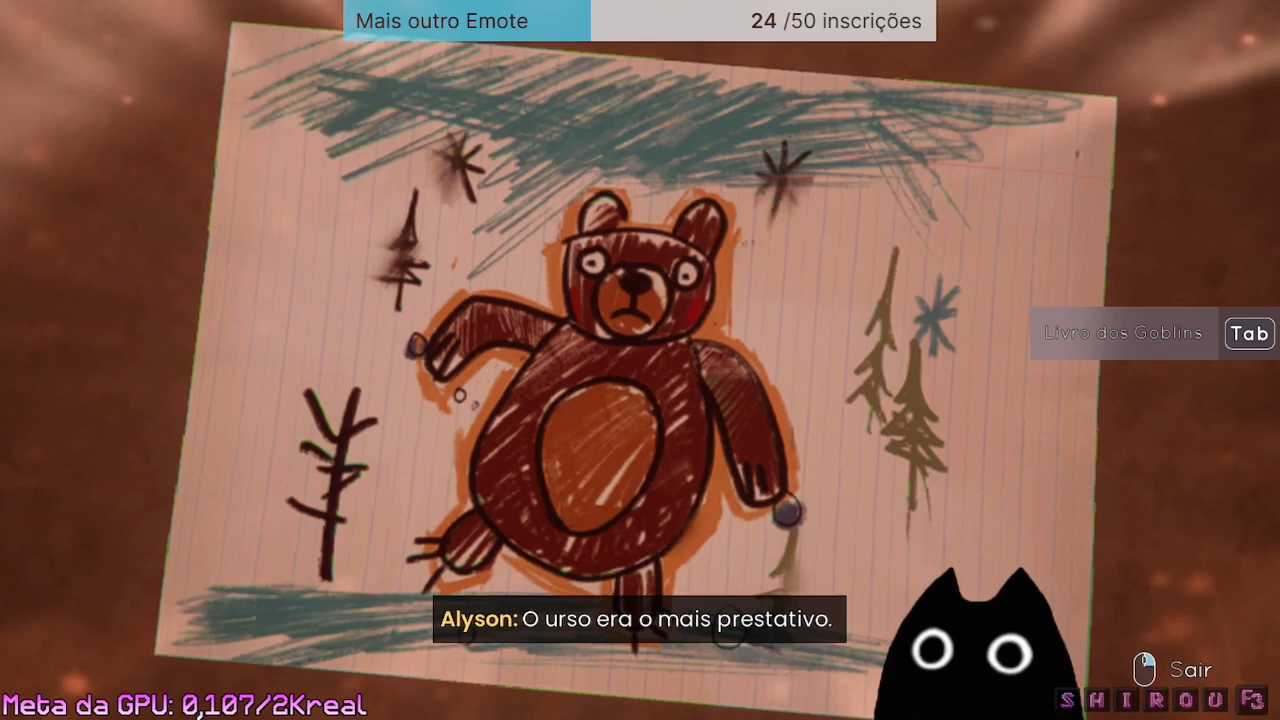 Mais outro Emote
24 /50 inscrições
Livro dos Goblins
Tab
Alyson: O urso era o mais prestativo.
Sair
Meta da GPU: 0,107/2Kreal
SHIROU F3